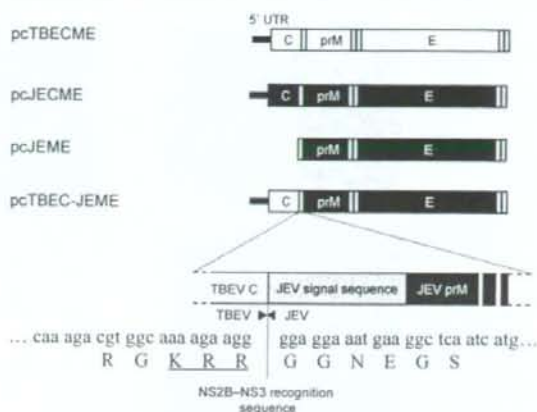 5' UTR
pcTBECME C prM E
pcJECME C prM E
pcJEME prM E
pcTBEC-JEME C prM E
TBEV C JEV signal sequence JEV prM
TBEV JEV
... caa aga cgt ggc aaa aga agg gga gga aat gaa ggc tca atc atg...
R G K R R G G N E G S
NS2B–NS3 recognition
sequence